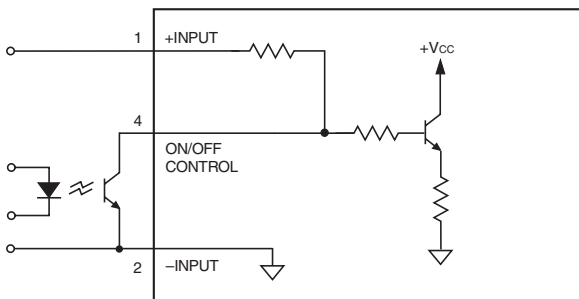 1 +INPUT
+VCC
4
ON/OFF
CONTROL
2 –INPUT